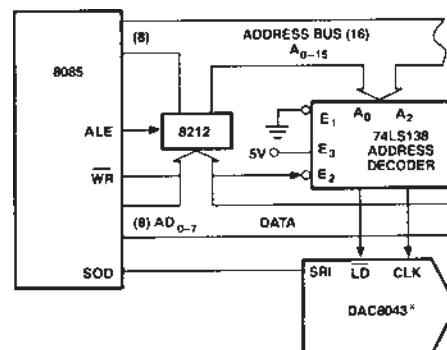 (8)
ADDRESS BUS (16)
A0–15
8085
ALE
8212
E1
A0 A2
74LS138
ADDRESS
DECODER
5V
E3
WR
E2
(8) AD0–7
DATA
SOD
SRI LD CLK
DAC8043*